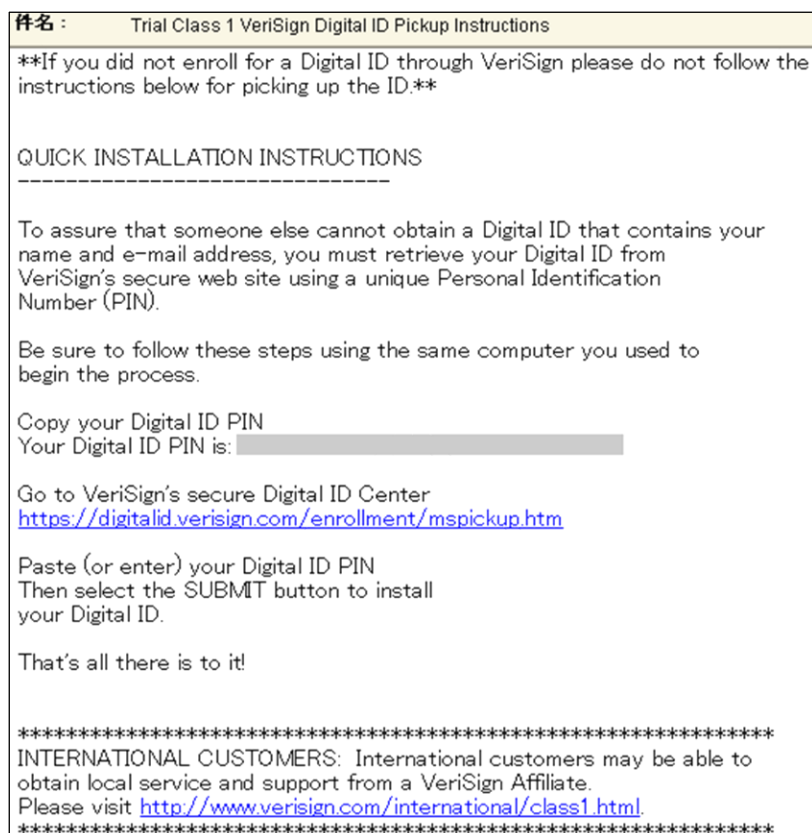 件名： Trial Class 1 VeriSign Digital ID Pickup Instructions
**If you did not enroll for a Digital ID through VeriSign please do not follow the
instructions below for picking up the ID.**
QUICK INSTALLATION INSTRUCTIONS
-------------------------------
To assure that someone else cannot obtain a Digital ID that contains your
name and e-mail address, you must retrieve your Digital ID from
VeriSign's secure web site using a unique Personal Identification
Number (PIN).
Be sure to follow these steps using the same computer you used to
begin the process.
Copy your Digital ID PIN
Your Digital ID PIN is:
Go to VeriSign's secure Digital ID Center
https://digitalid.verisign.com/enrollment/mspickup.htm
Paste (or enter) your Digital ID PIN
Then select the SUBMIT button to install
your Digital ID.
That's all there is to it!
***************************************************************
INTERNATIONAL CUSTOMERS: International customers may be able to
obtain local service and support from a VeriSign Affiliate.
Please visit http://www.verisign.com/international/class1.html.
***************************************************************